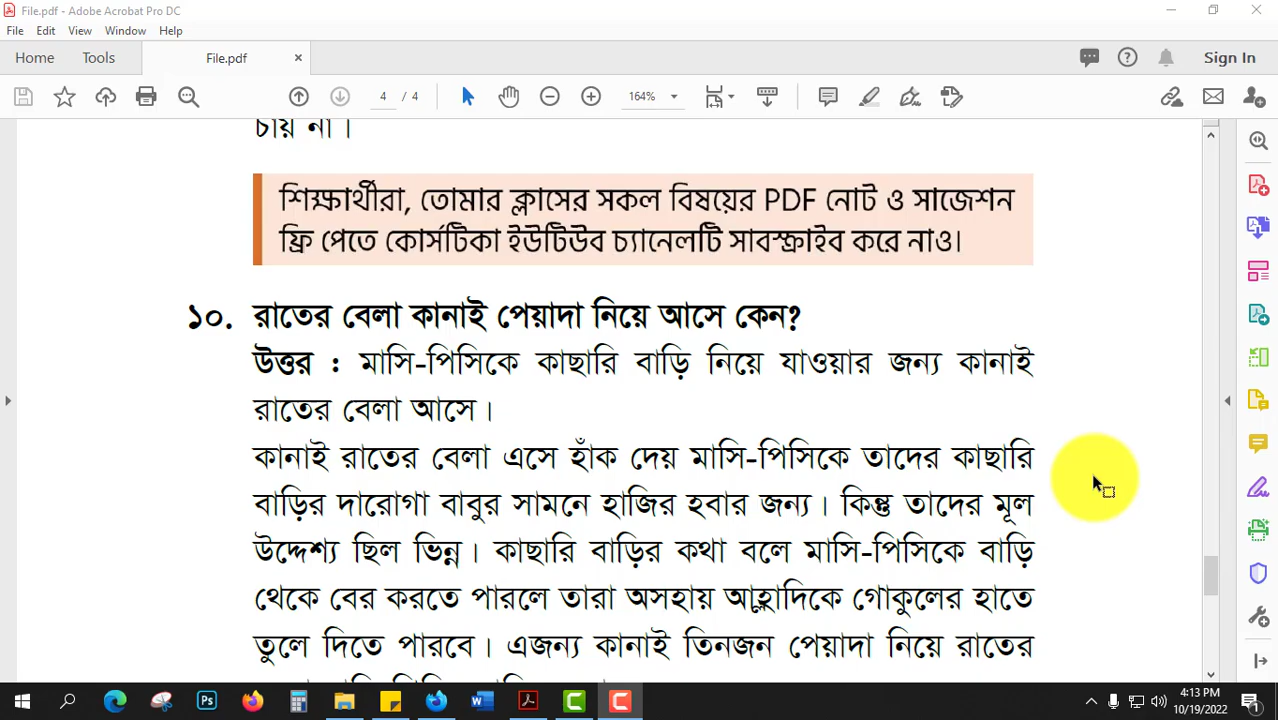 File.pdf - Adobe Acrobat Pro DC
File Edit View Window Help
Home Tools File.pdf Sign In
4 / 4 164%
চায় না।
শিক্ষার্থীরা, তোমার ক্লাসের সকল বিষয়ের PDF নোট ও সাজেশন
ফ্রি পেতে কোর্সটিকা ইউটিউব চ্যানেলটি সাবস্ক্রাইব করে নাও।
১০. রাতের বেলা কানাই পেয়াদা নিয়ে আসে কেন?
উত্তর : মাসি-পিসিকে কাছারি বাড়ি নিয়ে যাওয়ার জন্য কানাই
রাতের বেলা আসে।
কানাই রাতের বেলা এসে হাঁক দেয় মাসি-পিসিকে তাদের কাছারি
বাড়ির দারোগা বাবুর সামনে হাজির হবার জন্য। কিন্তু তাদের মূল
উদ্দেশ্য ছিল ভিন্ন। কাছারি বাড়ির কথা বলে মাসি-পিসিকে বাড়ি
থেকে বের করতে পারলে তারা অসহায় আহ্লাদিকে গোকুলের হাতে
তুলে দিতে পারবে। এজন্য কানাই তিনজন পেয়াদা নিয়ে রাতের
4:13 PM
10/19/2022